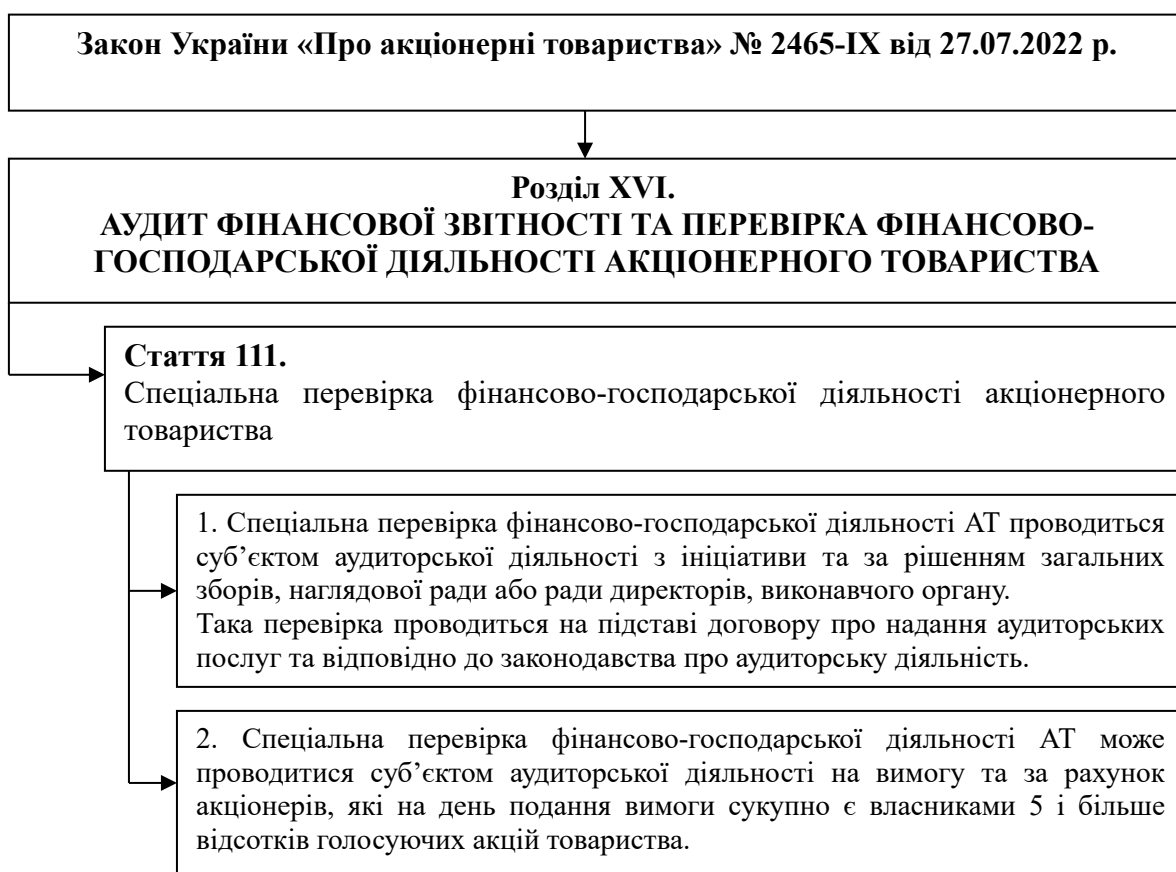 Закон України «Про акціонерні товариства» № 2465-IX від 27.07.2022 р.
Розділ XVI.
АУДИТ ФІНАНСОВОЇ ЗВІТНОСТІ ТА ПЕРЕВІРКА ФІНАНСОВО-
ГОСПОДАРСЬКОЇ ДІЯЛЬНОСТІ АКЦІОНЕРНОГО ТОВАРИСТВА
Стаття 111.
Спеціальна перевірка фінансово-господарської діяльності акціонерного
товариства
1. Спеціальна перевірка фінансово-господарської діяльності АТ проводиться
суб’єктом аудиторської діяльності з ініціативи та за рішенням загальних
зборів, наглядової ради або ради директорів, виконавчого органу.
Така перевірка проводиться на підставі договору про надання аудиторських
послуг та відповідно до законодавства про аудиторську діяльність.
2. Спеціальна перевірка фінансово-господарської діяльності АТ може
проводитися суб’єктом аудиторської діяльності на вимогу та за рахунок
акціонерів, які на день подання вимоги сукупно є власниками 5 і більше
відсотків голосуючих акцій товариства.